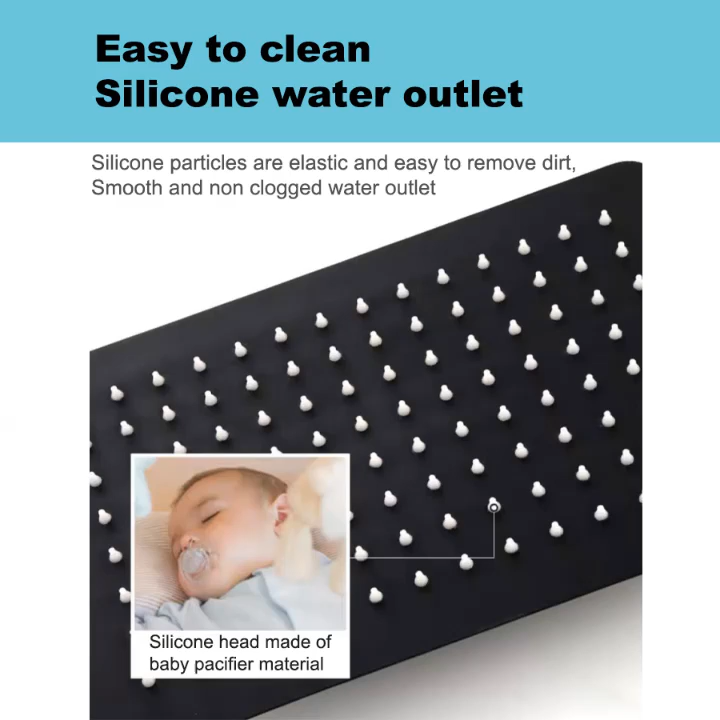 Easy to clean
Silicone water outlet
Silicone particles are elastic and easy to remove dirt,
Smooth and non clogged water outlet
Silicone head made of
baby pacifier material